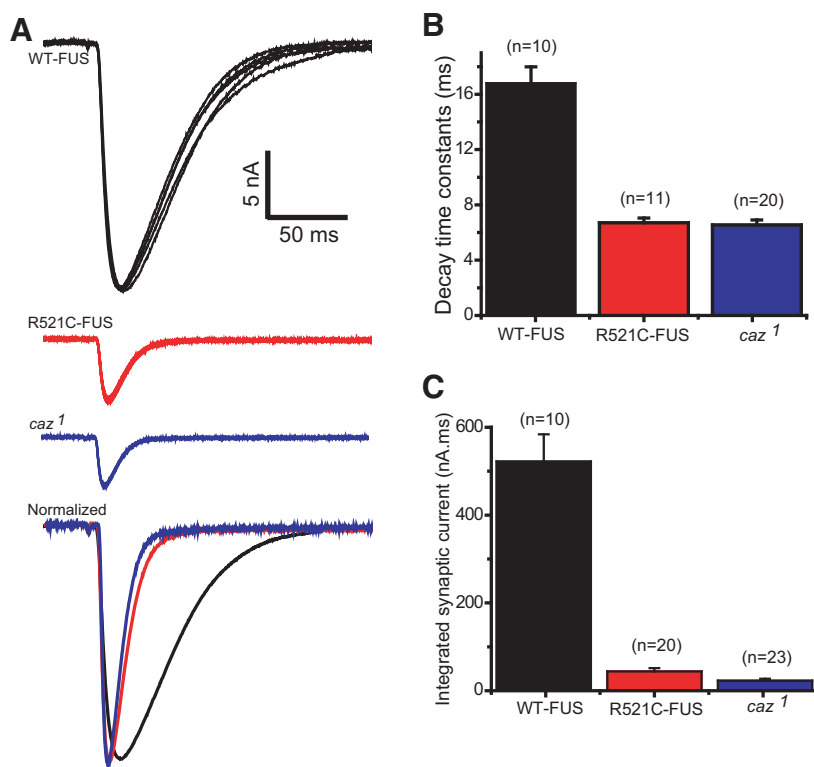 A
WT-FUS
5 nA
50 ms
R521C-FUS
caz 1
Normalized
B
Decay time constants (ms)
16
12
8
4
0
(n=10)
(n=11)
(n=20)
WT-FUS
R521C-FUS
caz 1
C
Integrated synaptic current (nA.ms)
600
400
200
0
(n=10)
(n=20)
(n=23)
WT-FUS
R521C-FUS
caz 1